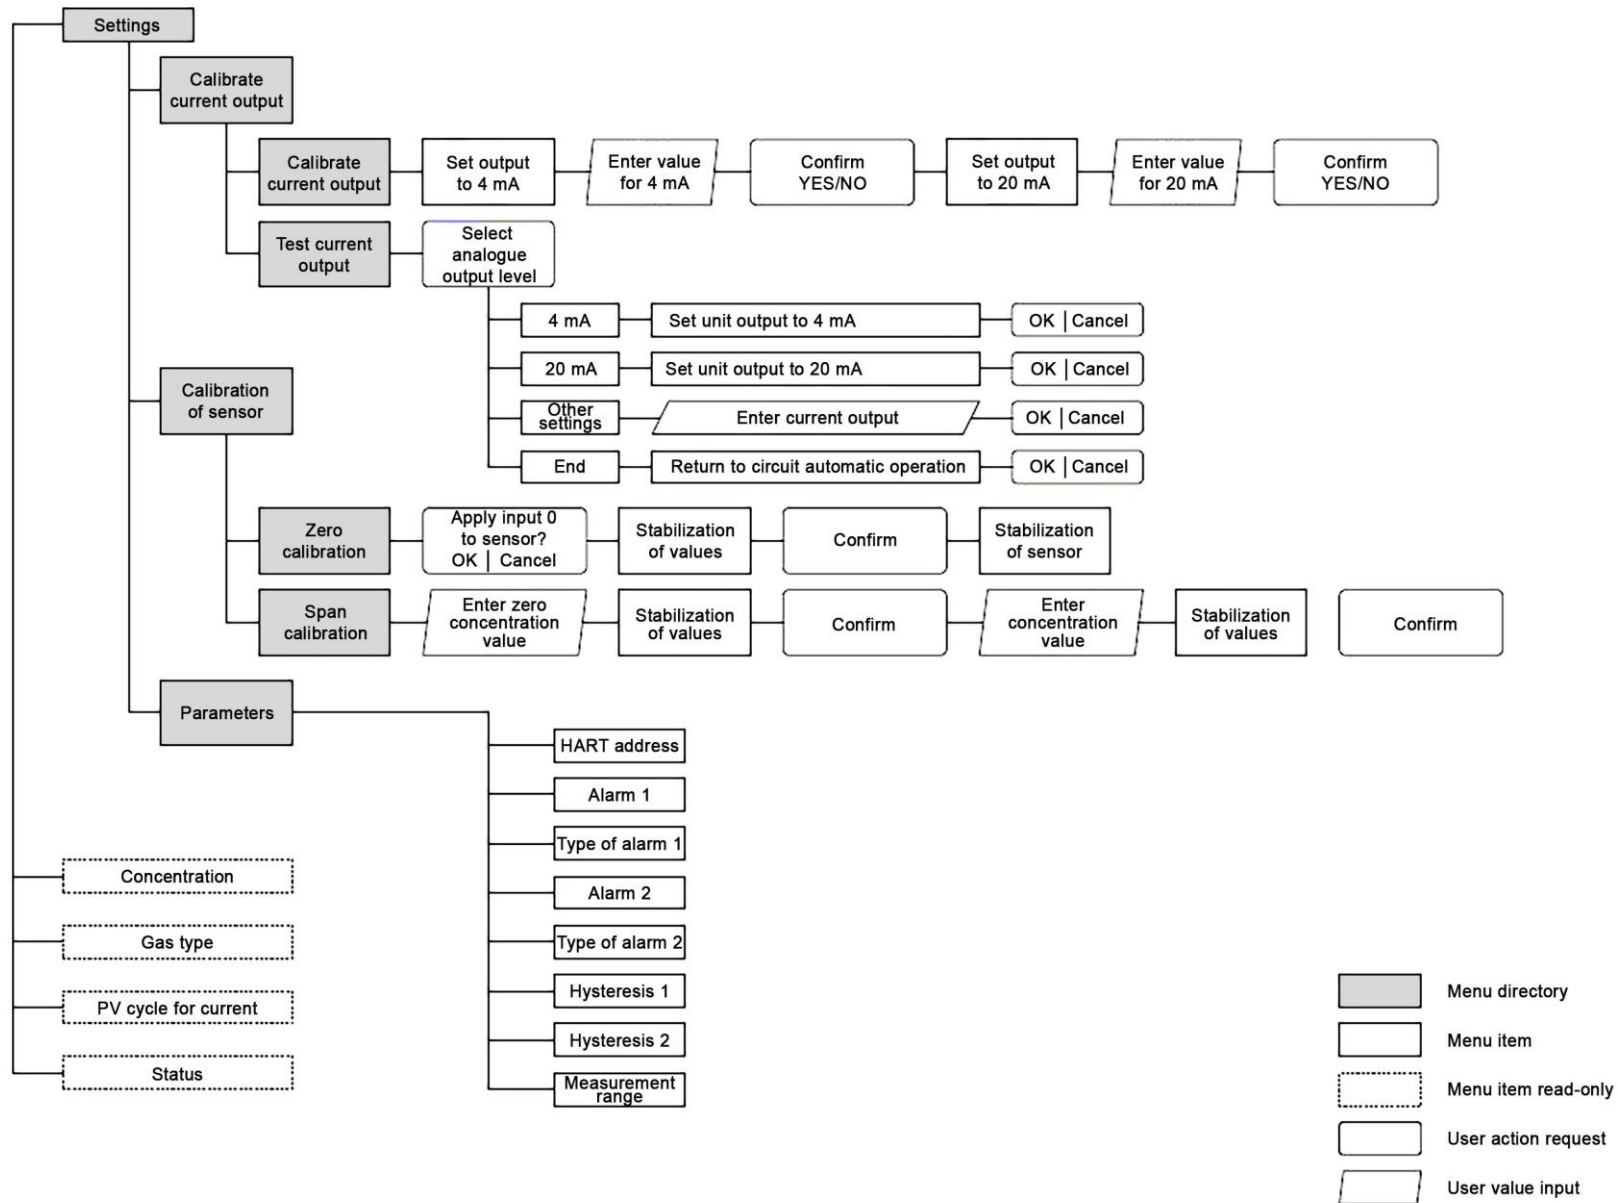 Settings
Calibrate
current output
Calibrate
current output
Set output
to 4 mA
Enter value
for 4 mA
Confirm
YES/NO
Set output
to 20 mA
Enter value
for 20 mA
Confirm
YES/NO
Test current
output
Select
analogue
output level
4 mA
Set unit output to 4 mA
OK | Cancel
20 mA
Set unit output to 20 mA
OK | Cancel
Other
settings
Enter current output
OK | Cancel
End
Return to circuit automatic operation
OK | Cancel
Calibration
of sensor
Zero
calibration
Apply input 0
to sensor?
OK | Cancel
Stabilization
of values
Confirm
Stabilization
of sensor
Span
calibration
Enter zero
concentration
value
Stabilization
of values
Confirm
Enter
concentration
value
Stabilization
of values
Confirm
Parameters
HART address
Alarm 1
Type of alarm 1
Alarm 2
Type of alarm 2
Hysteresis 1
Hysteresis 2
Measurement
range
Concentration
Gas type
PV cycle for current
Status
Menu directory
Menu item
Menu item read-only
User action request
User value input